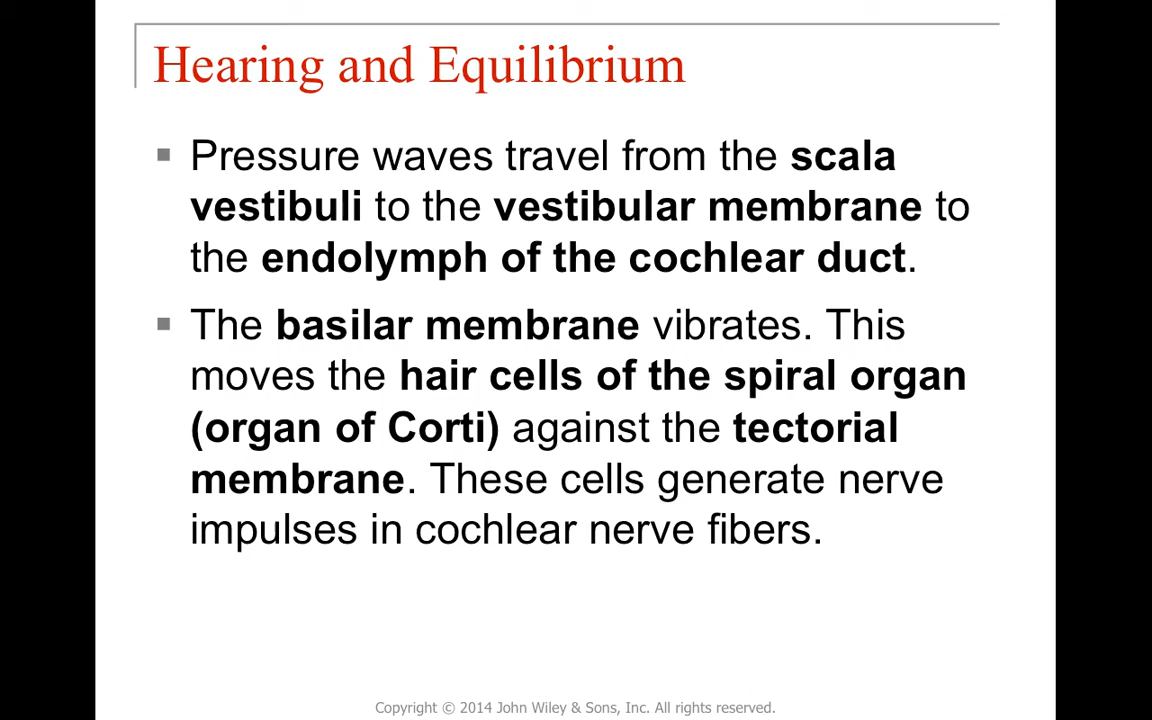 Hearing and Equilibrium
▪ Pressure waves travel from the scala
vestibuli to the vestibular membrane to
the endolymph of the cochlear duct.
▪ The basilar membrane vibrates. This
moves the hair cells of the spiral organ
(organ of Corti) against the tectorial
membrane. These cells generate nerve
impulses in cochlear nerve fibers.
Copyright © 2014 John Wiley & Sons, Inc. All rights reserved.